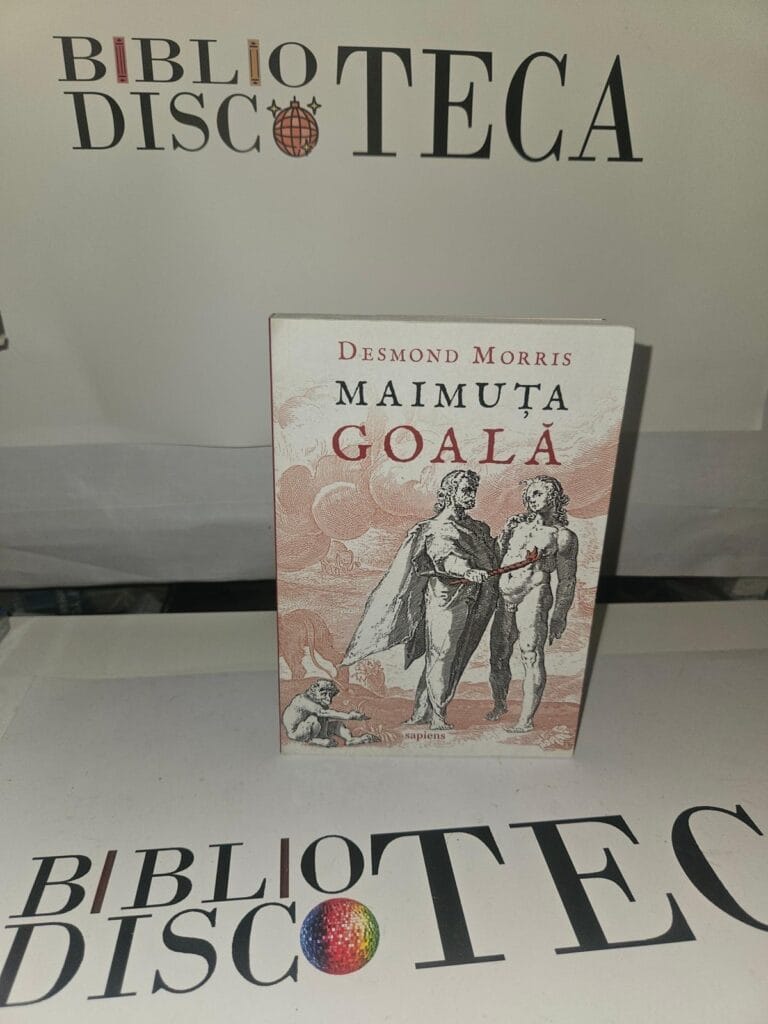 BIBLIO
DISCOTECA
DESMOND MORRIS
MAIMUȚA
GOALĂ
sapiens
BIBLIO
DISCOTEC